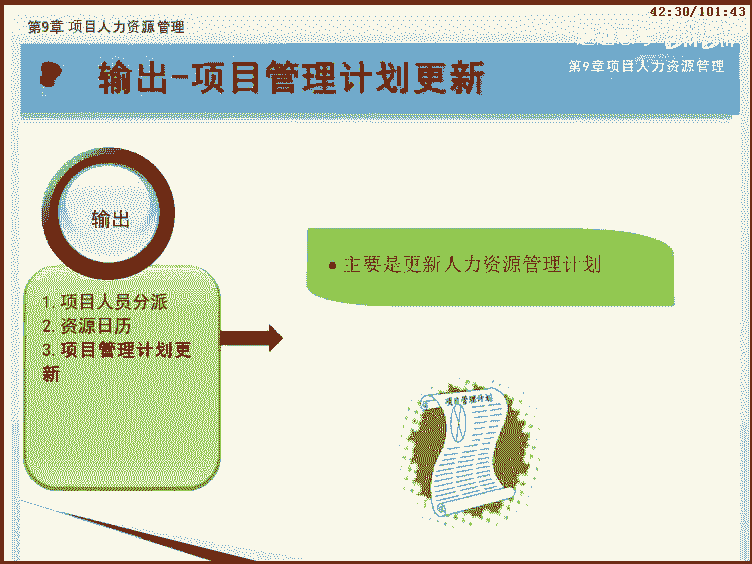 42:30/101:43
第9章 项目人力资源管理
输出-项目管理计划更新
第9章项目人力资源管理
输出
1. 项目人员分派
2. 资源日历
3. 项目管理计划更
新
• 主要是更新人力资源管理计划
项目管理计划